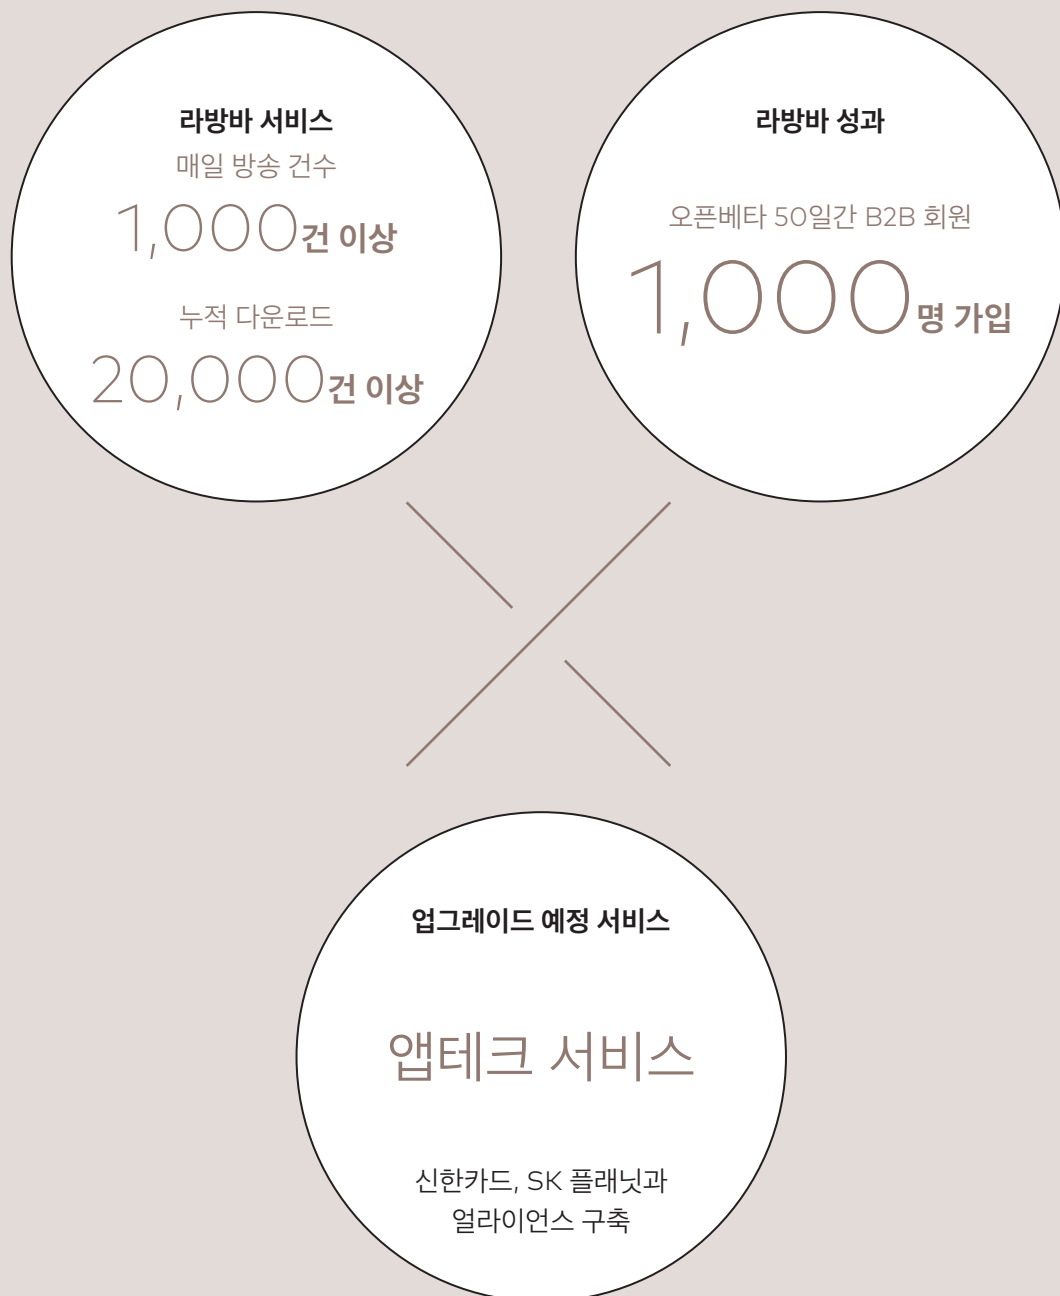 라방바 서비스
매일 방송 건수
1,000건 이상
누적 다운로드
20,000건 이상
라방바 성과
오픈베타 50일간 B2B 회원
1,000명 가입
업그레이드 예정 서비스
앱테크 서비스
신한카드, SK 플래닛과
얼라이언스 구축